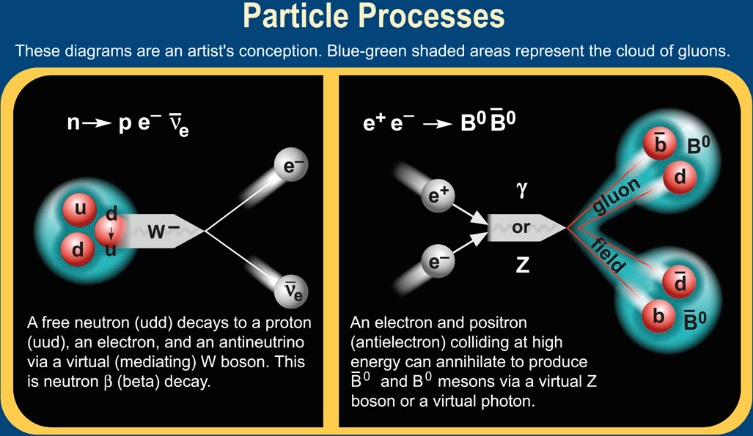 Particle Processes
These diagrams are an artist's conception. Blue-green shaded areas represent the cloud of gluons.
n→ p e⁻ ν̅ₑ
u
d
d
↓
u
W⁻
e⁻
ν̅ₑ
A free neutron (udd) decays to a proton
(uud), an electron, and an antineutrino
via a virtual (mediating) W boson. This
is neutron β (beta) decay.
e⁺ e⁻ → B⁰ B̅⁰
e⁺
e⁻
γ
or
Z
gluon
field
b̅
d
B⁰
d̅
b
B̅⁰
An electron and positron
(antielectron) colliding at high
energy can annihilate to produce
B̅⁰ and B⁰ mesons via a virtual Z
boson or a virtual photon.